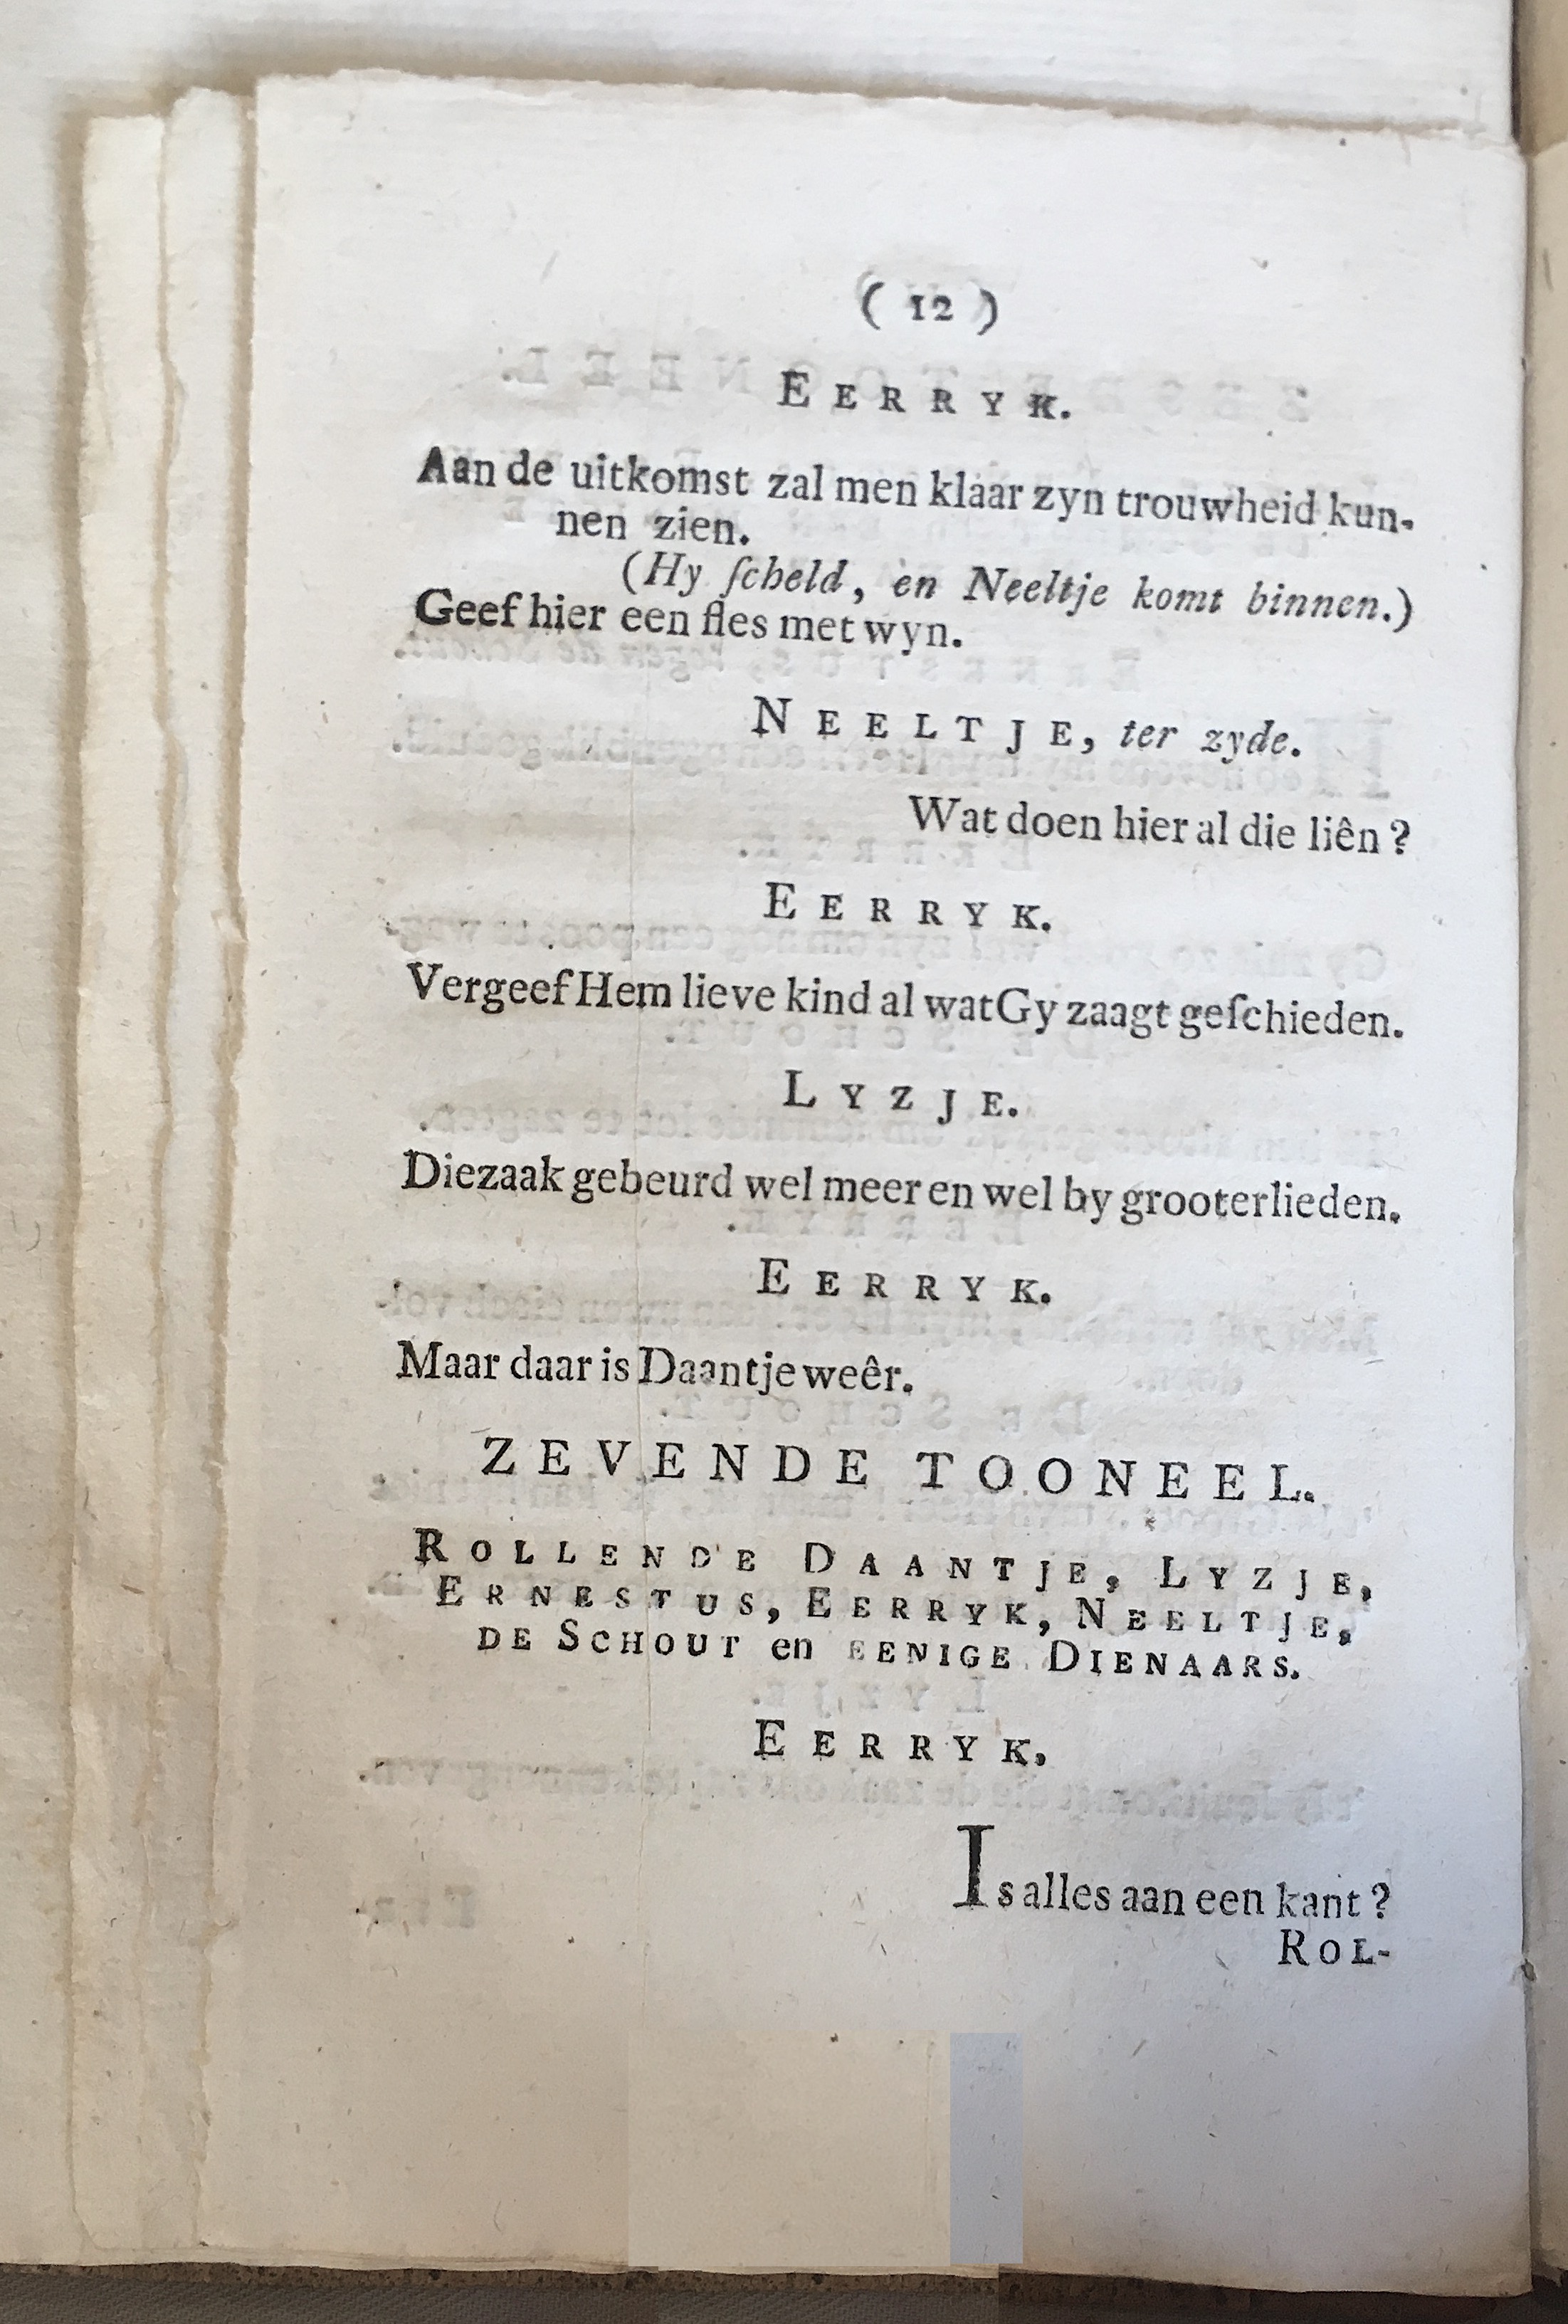 ( 12 )
EERRYK.
Aan de uitkomst zal men klaar zyn trouwheid kun-
nen zien.
(Hy ſcheld, en Neeltje komt binnen.)
Geef hier een fles met wyn.
NEELTJE, ter zyde.
Wat doen hier al die liên?
EERRYK.
Vergeef Hem lieve kind al wat Gy zaagt geſchieden.
LYZJE.
Die zaak gebeurd wel meer en wel by grooter lieden.
EERRYK.
Maar daar is Daantje weêr.
ZEVENDE TOONEEL.
ROLLENDE DAANTJE, LYZJE,
ERNESTUS, EERRYK, NEELTJE,
DE SCHOUT en EENIGE DIENAARS.
EERRYK.
Is alles aan een kant?
ROL-